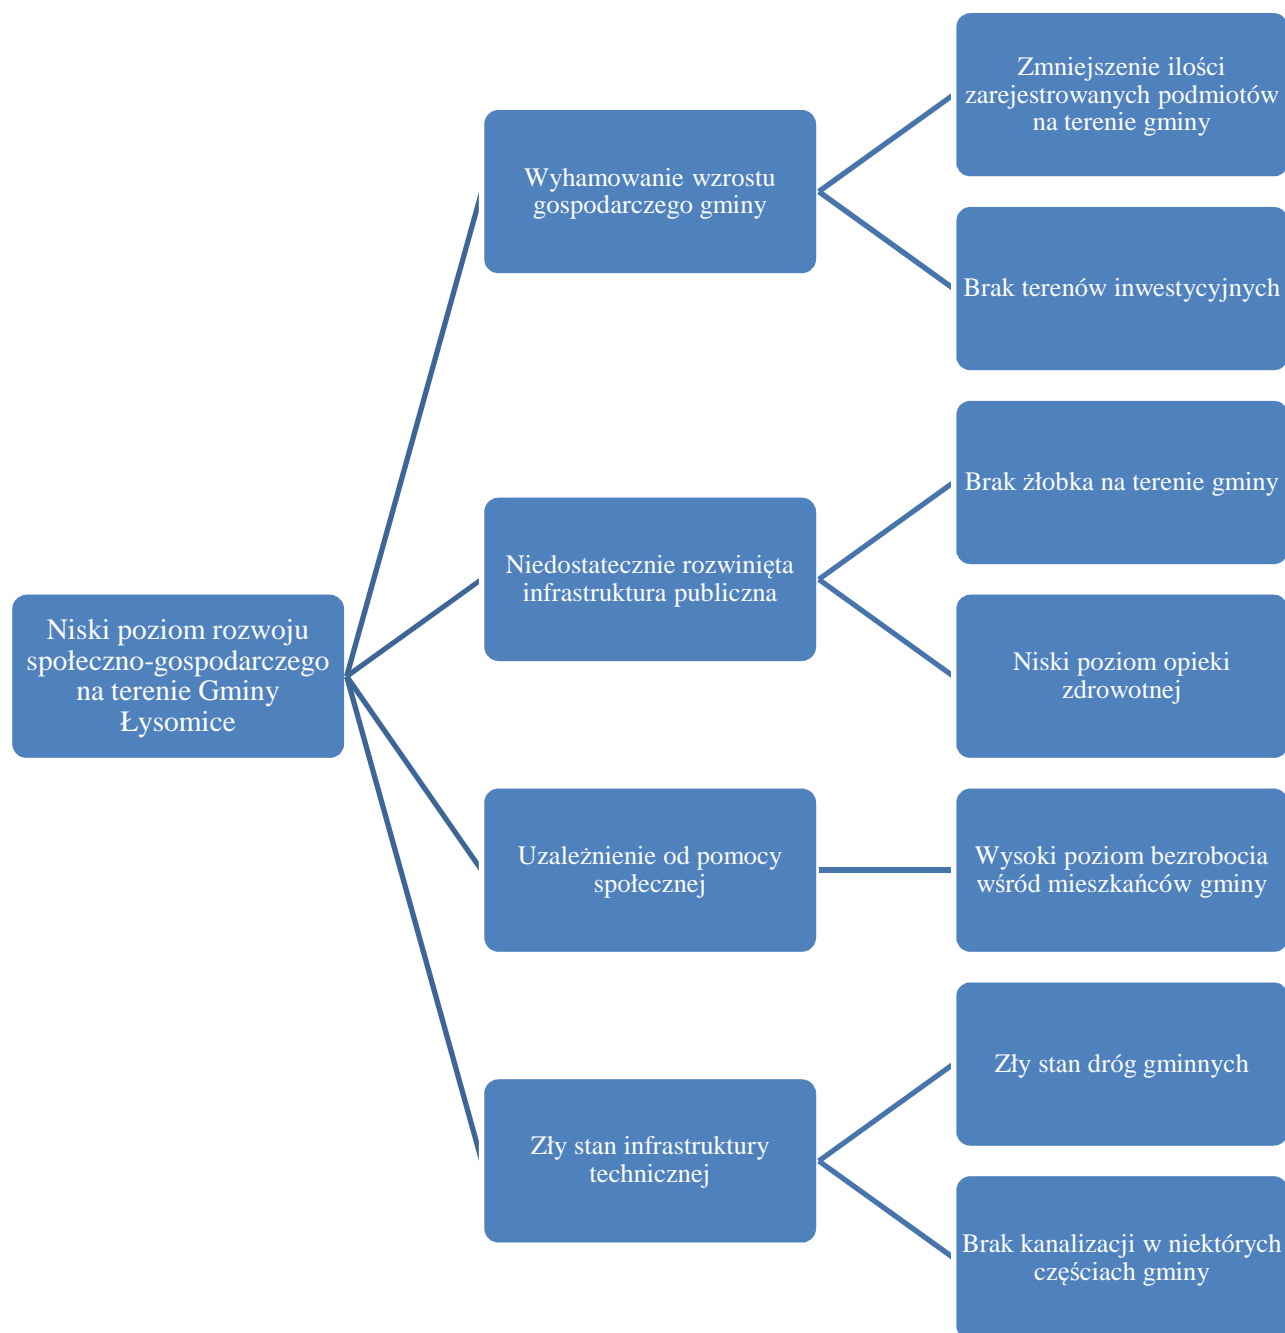 Niski poziom rozwoju
społeczno-gospodarczego
na terenie Gminy
Łysomice
Wyhamowanie wzrostu
gospodarczego gminy
Zmniejszenie ilości
zarejestrowanych podmiotów
na terenie gminy
Brak terenów inwestycyjnych
Niedostatecznie rozwinięta
infrastruktura publiczna
Brak żłobka na terenie gminy
Niski poziom opieki
zdrowotnej
Uzależnienie od pomocy
społecznej
Wysoki poziom bezrobocia
wśród mieszkańców gminy
Zły stan infrastruktury
technicznej
Zły stan dróg gminnych
Brak kanalizacji w niektórych
częściach gminy